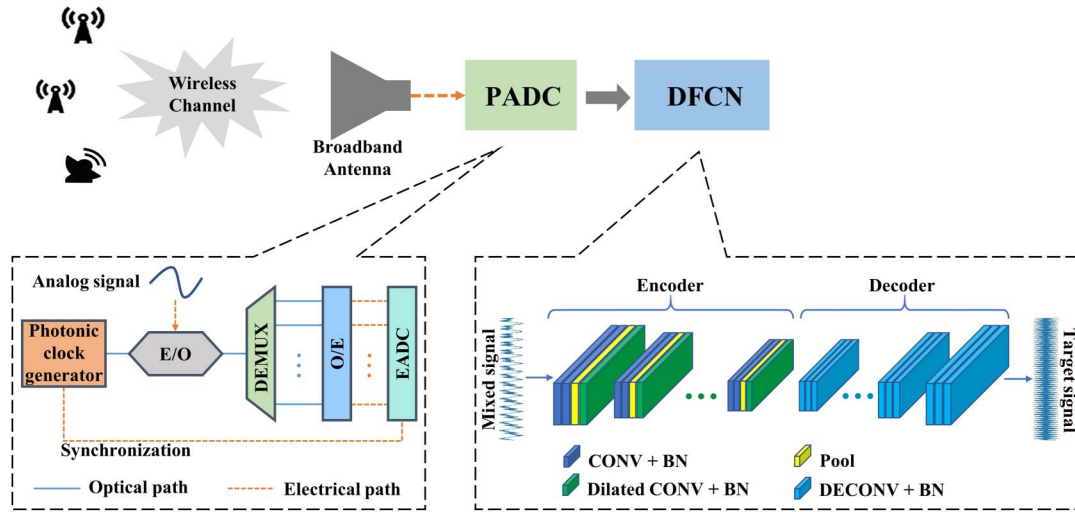 Wireless
Channel
Broadband
Antenna
PADC
DFCN
Analog signal
Photonic
clock
generator
E/O
DEMUX
O/E
EADC
Synchronization
Optical path
Electrical path
Encoder
Decoder
Mixed signal
Target signal
CONV + BN
Pool
Dilated CONV + BN
DECONV + BN